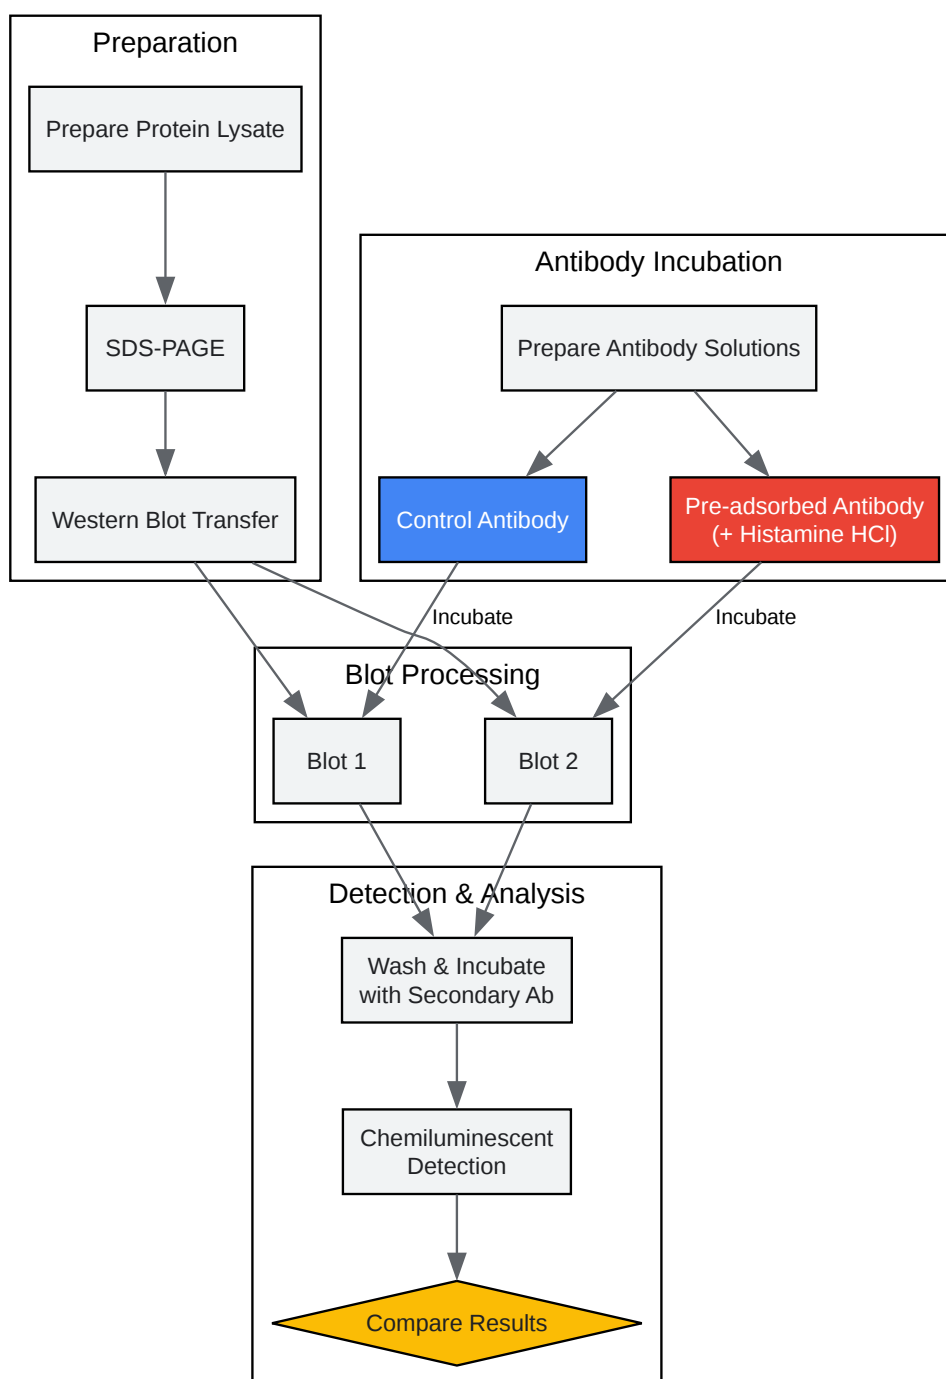 Preparation
Prepare Protein Lysate
SDS-PAGE
Western Blot Transfer
Antibody Incubation
Prepare Antibody Solutions
Control Antibody
Pre-adsorbed Antibody
(+ Histamine HCl)
Incubate
Incubate
Blot Processing
Blot 1
Blot 2
Detection & Analysis
Wash & Incubate
with Secondary Ab
Chemiluminescent
Detection
Compare Results